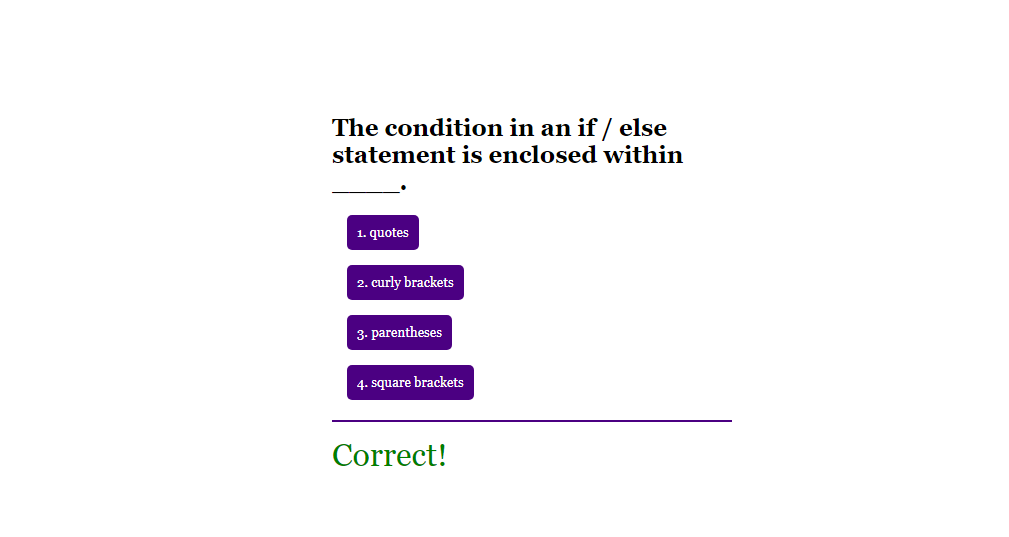 The condition in an if / else
statement is enclosed within
____.
1. quotes
2. curly brackets
3. parentheses
4. square brackets
Correct!